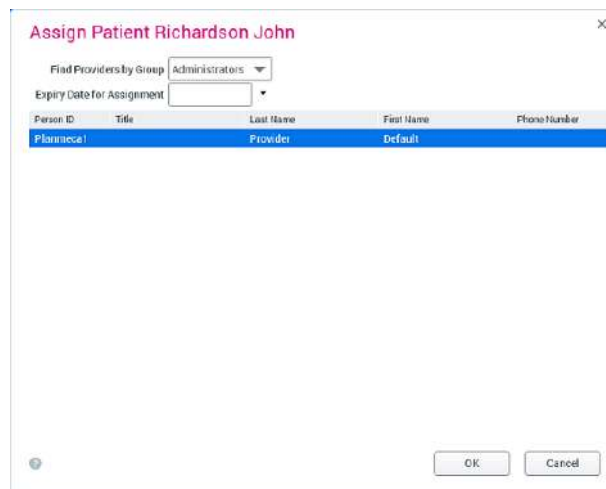 Assign Patient Richardson John
Find Providers by Group Administrators
Expiry Date for Assignment
Person ID Title Last Name First Name Phone Number
Planmeca1 Provider Default
OK Cancel